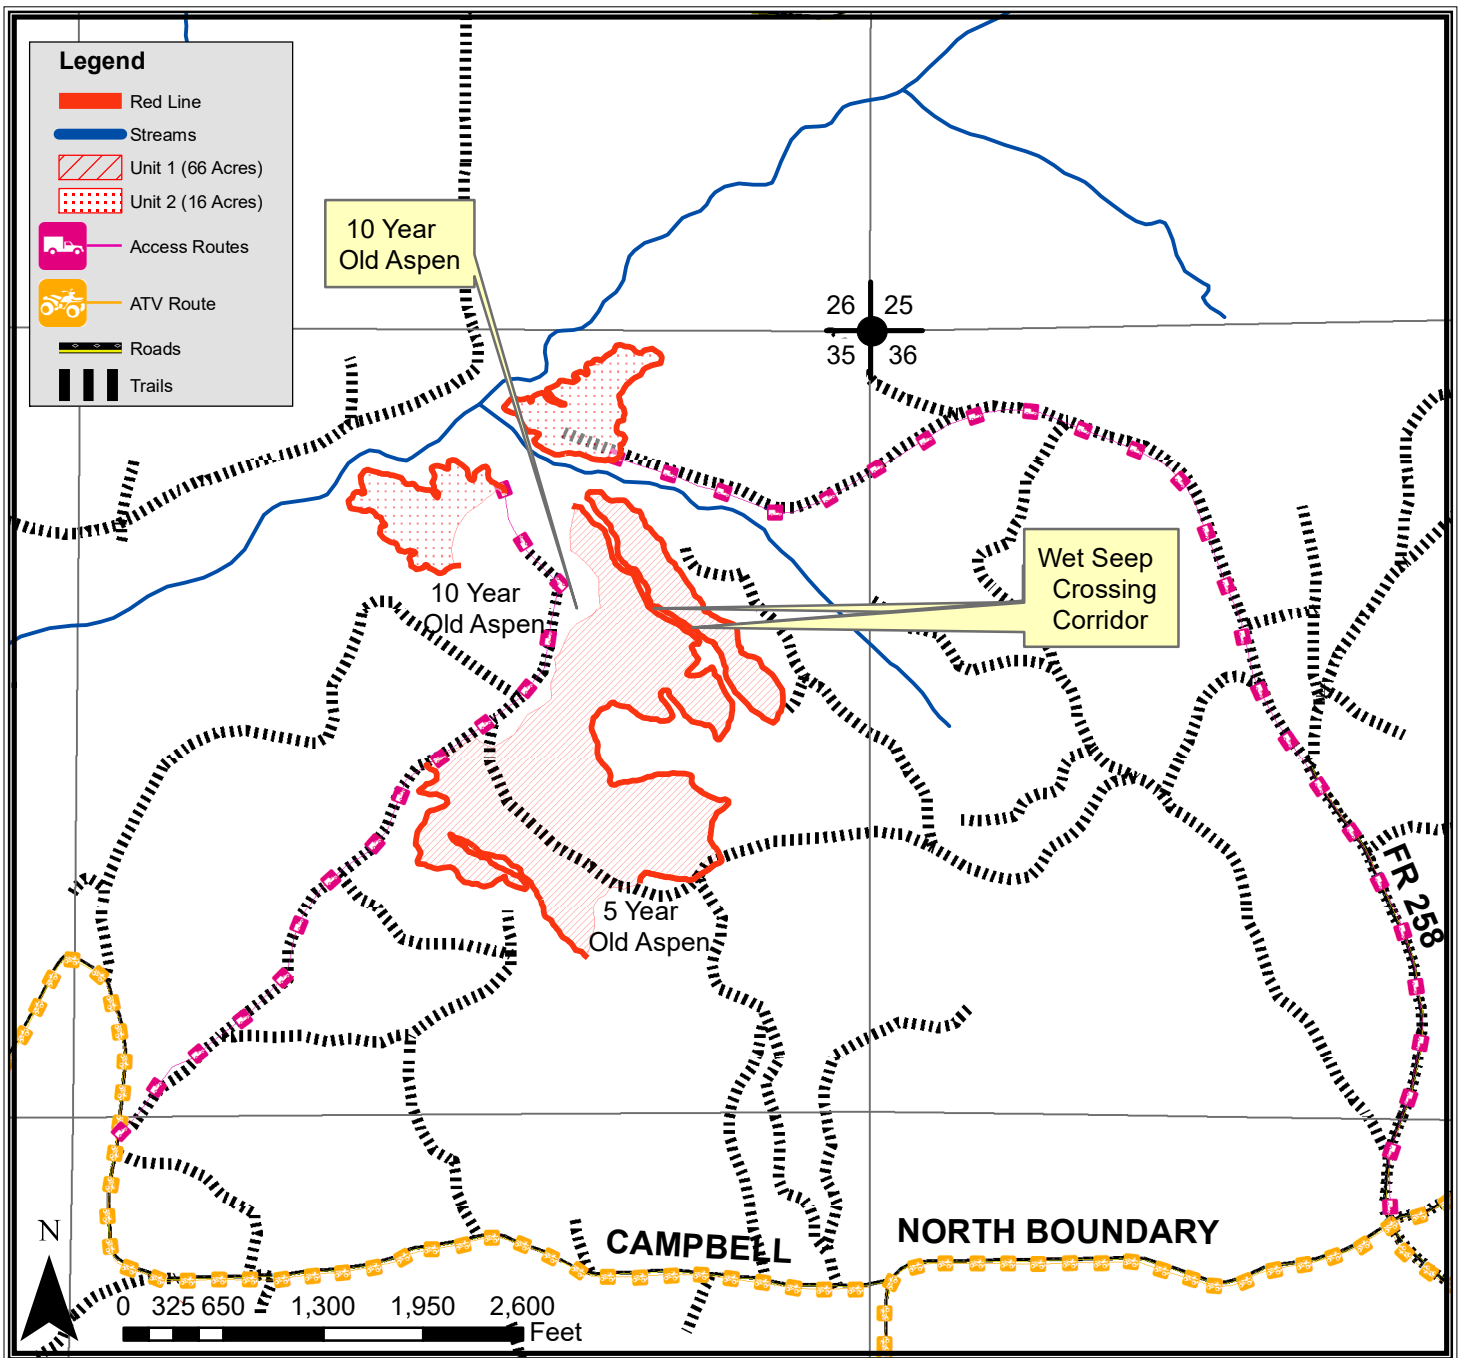 Legend
Red Line
Streams
Unit 1 (66 Acres)
Unit 2 (16 Acres)
Access Routes
ATV Route
Roads
Trails
10 Year
Old Aspen
26 25
35 36
Wet Seep
Crossing
Corridor
10 Year
Old Aspen
5 Year
Old Aspen
FR 258
N
CAMPBELL
NORTH BOUNDARY
0 325 650 1,300 1,950 2,600
Feet